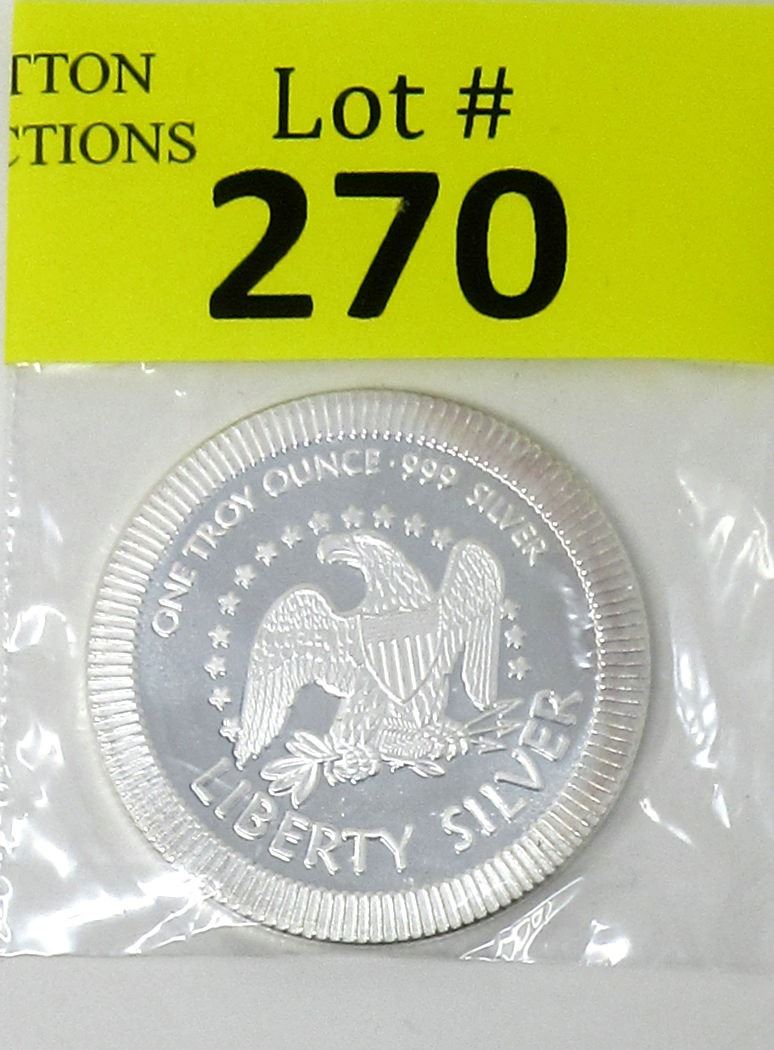 TTON
CTIONS
Lot #
270
ONE TROY OUNCE · 999 SILVER
LIBERTY SILVER